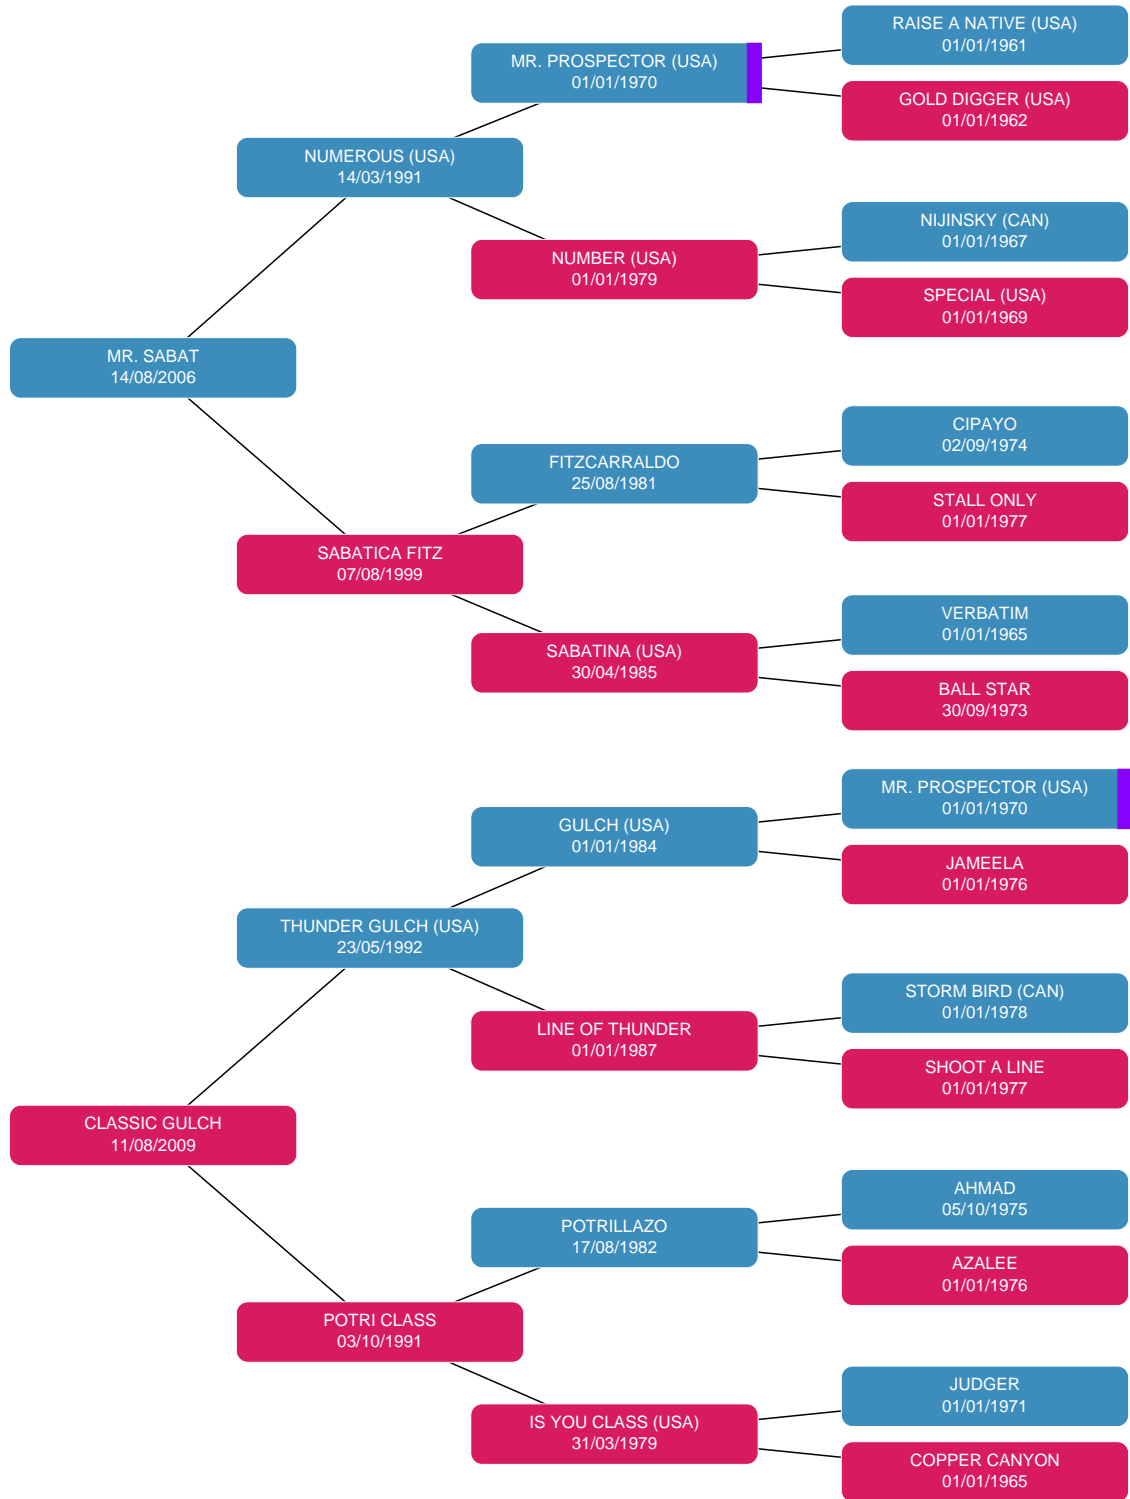 RAISE A NATIVE (USA)
01/01/1961
MR. PROSPECTOR (USA)
01/01/1970
GOLD DIGGER (USA)
01/01/1962
NUMEROUS (USA)
14/03/1991
NIJINSKY (CAN)
01/01/1967
NUMBER (USA)
01/01/1979
SPECIAL (USA)
01/01/1969
MR. SABAT
14/08/2006
CIPAYO
02/09/1974
FITZCARRALDO
25/08/1981
STALL ONLY
01/01/1977
SABATICA FITZ
07/08/1999
VERBATIM
01/01/1965
SABATINA (USA)
30/04/1985
BALL STAR
30/09/1973
MR. PROSPECTOR (USA)
01/01/1970
GULCH (USA)
01/01/1984
JAMEELA
01/01/1976
THUNDER GULCH (USA)
23/05/1992
STORM BIRD (CAN)
01/01/1978
LINE OF THUNDER
01/01/1987
SHOOT A LINE
01/01/1977
CLASSIC GULCH
11/08/2009
AHMAD
05/10/1975
POTRILLAZO
17/08/1982
AZALEE
01/01/1976
POTRI CLASS
03/10/1991
JUDGER
01/01/1971
IS YOU CLASS (USA)
31/03/1979
COPPER CANYON
01/01/1965